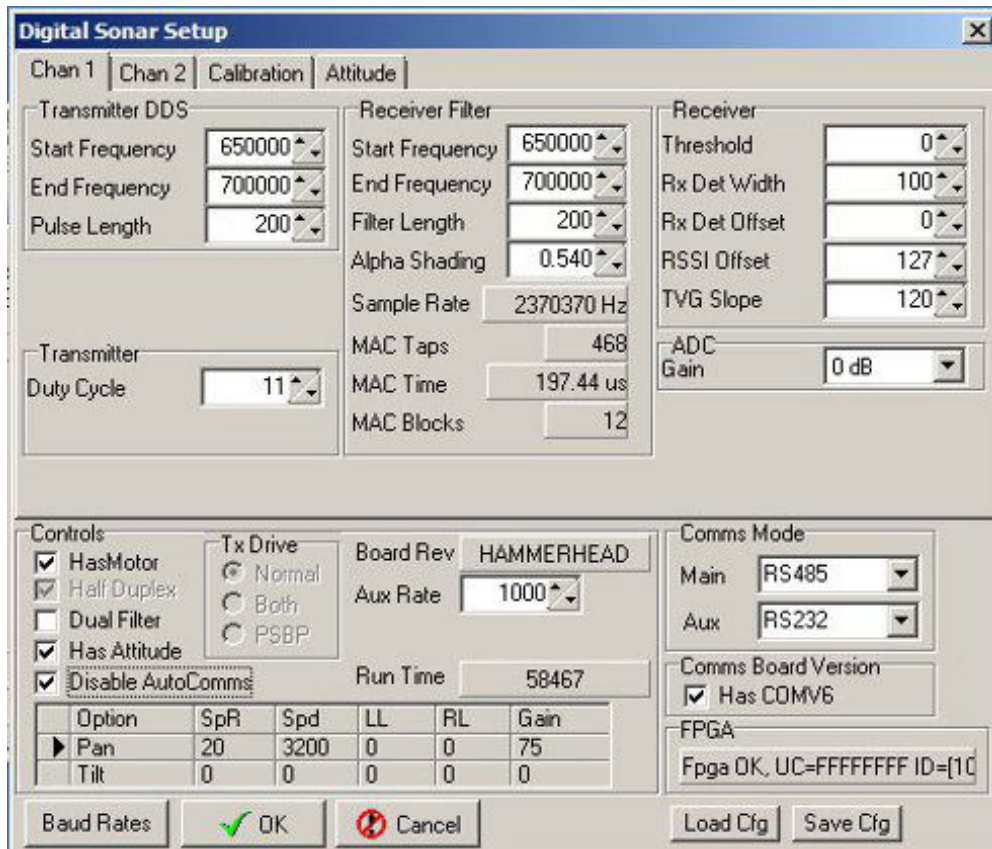 Digital Sonar Setup
Chan 1 Chan 2 Calibration Attitude
Transmitter DDS
Start Frequency 650000
End Frequency 700000
Pulse Length 200
Transmitter
Duty Cycle 11
Receiver Filter
Start Frequency 650000
End Frequency 700000
Filter Length 200
Alpha Shading 0.540
Sample Rate 2370370 Hz
MAC Taps 468
MAC Time 197.44 us
MAC Blocks 12
Receiver
Threshold 0
Rx Det Width 100
Rx Det Offset 0
RSSI Offset 127
TVG Slope 120
ADC
Gain 0 dB
Controls
HasMotor
Half Duplex
Dual Filter
Has Attitude
Disable AutoComms
Tx Drive
Normal
Both
PSBP
Board Rev HAMMERHEAD
Aux Rate 1000
Run Time 58467
Option SpR Spd LL RL Gain
Pan 20 3200 0 0 75
Tilt 0 0 0 0 0
Comms Mode
Main RS485
Aux RS232
Comms Board Version
Has COMV6
FPGA
Fpga OK, UC=FFFFFFFF ID=[10
Baud Rates OK Cancel Load Cfg Save Cfg